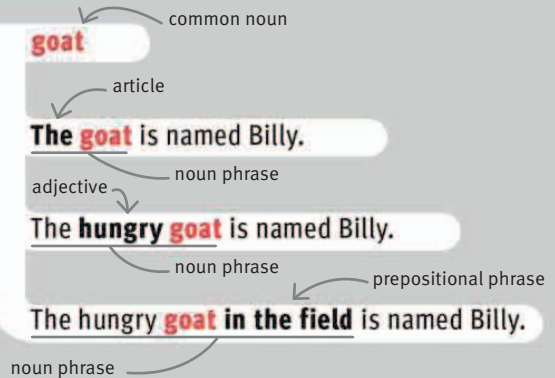 common noun
goat
article
The goat is named Billy.
noun phrase
adjective
The hungry goat is named Billy.
noun phrase
prepositional phrase
The hungry goat in the field is named Billy.
noun phrase